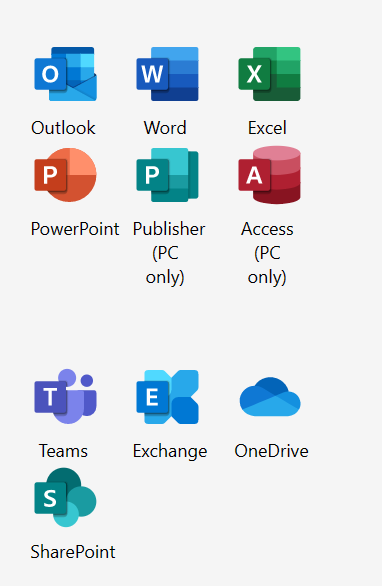 O W X
Outlook Word Excel
P P A
PowerPoint Publisher Access
(PC (PC
only) only)
T E
Teams Exchange OneDrive
S
SharePoint